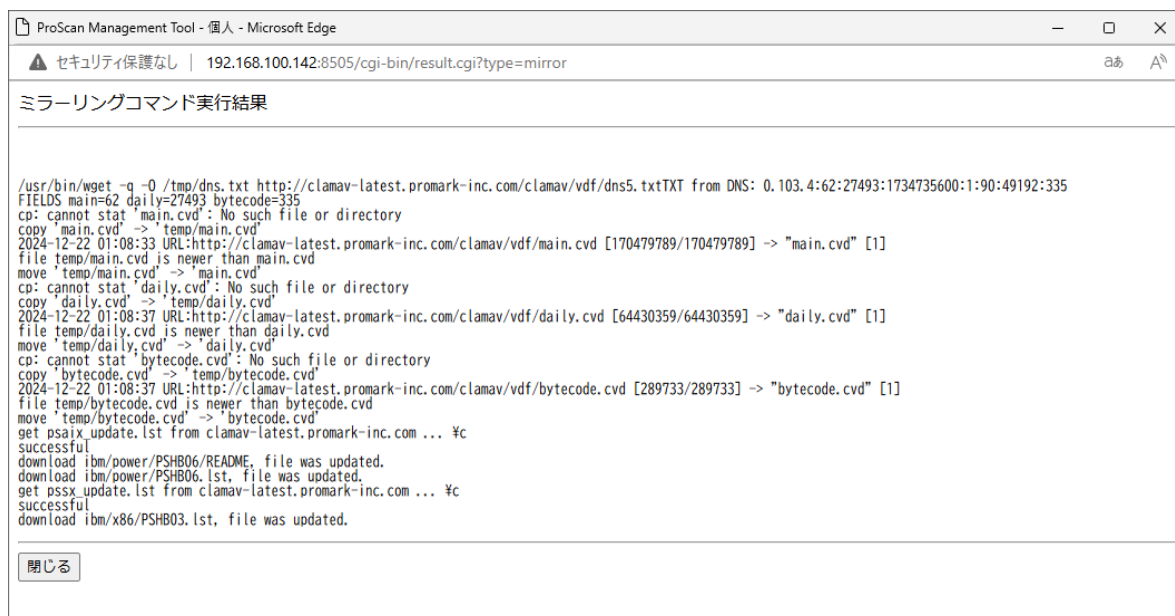 ProScan Management Tool - 個人 - Microsoft Edge
セキュリティ保護なし | 192.168.100.142:8505/cgi-bin/result.cgi?type=mirror
ミラーリングコマンド実行結果
/usr/bin/wget -q -O /tmp/dns.txt http://clamav-latest.promark-inc.com/clamav/vdf/dns5.txtTXT from DNS: 0.103.4:62:27493:1734735600:1:90:49192:335
FIELDS main=62 daily=27493 bytecode=335
cp: cannot stat 'main.cvd': No such file or directory
copy 'main.cvd' -> 'temp/main.cvd'
2024-12-22 01:08:33 URL:http://clamav-latest.promark-inc.com/clamav/vdf/main.cvd [170479789/170479789] -> "main.cvd" [1]
file temp/main.cvd is newer than main.cvd
move 'temp/main.cvd' -> 'main.cvd'
cp: cannot stat 'daily.cvd': No such file or directory
copy 'daily.cvd' -> 'temp/daily.cvd'
2024-12-22 01:08:37 URL:http://clamav-latest.promark-inc.com/clamav/vdf/daily.cvd [64430359/64430359] -> "daily.cvd" [1]
file temp/daily.cvd is newer than daily.cvd
move 'temp/daily.cvd' -> 'daily.cvd'
cp: cannot stat 'bytecode.cvd': No such file or directory
copy 'bytecode.cvd' -> 'temp/bytecode.cvd'
2024-12-22 01:08:37 URL:http://clamav-latest.promark-inc.com/clamav/vdf/bytecode.cvd [289733/289733] -> "bytecode.cvd" [1]
file temp/bytecode.cvd is newer than bytecode.cvd
move 'temp/bytecode.cvd' -> 'bytecode.cvd'
get psaix_update.lst from clamav-latest.promark-inc.com ... ¥c
successful
download ibm/power/PSHB06/README, file was updated.
download ibm/power/PSHB06.lst, file was updated.
get pssx_update.lst from clamav-latest.promark-inc.com ... ¥c
successful
download ibm/x86/PSHB03.lst, file was updated.
閉じる